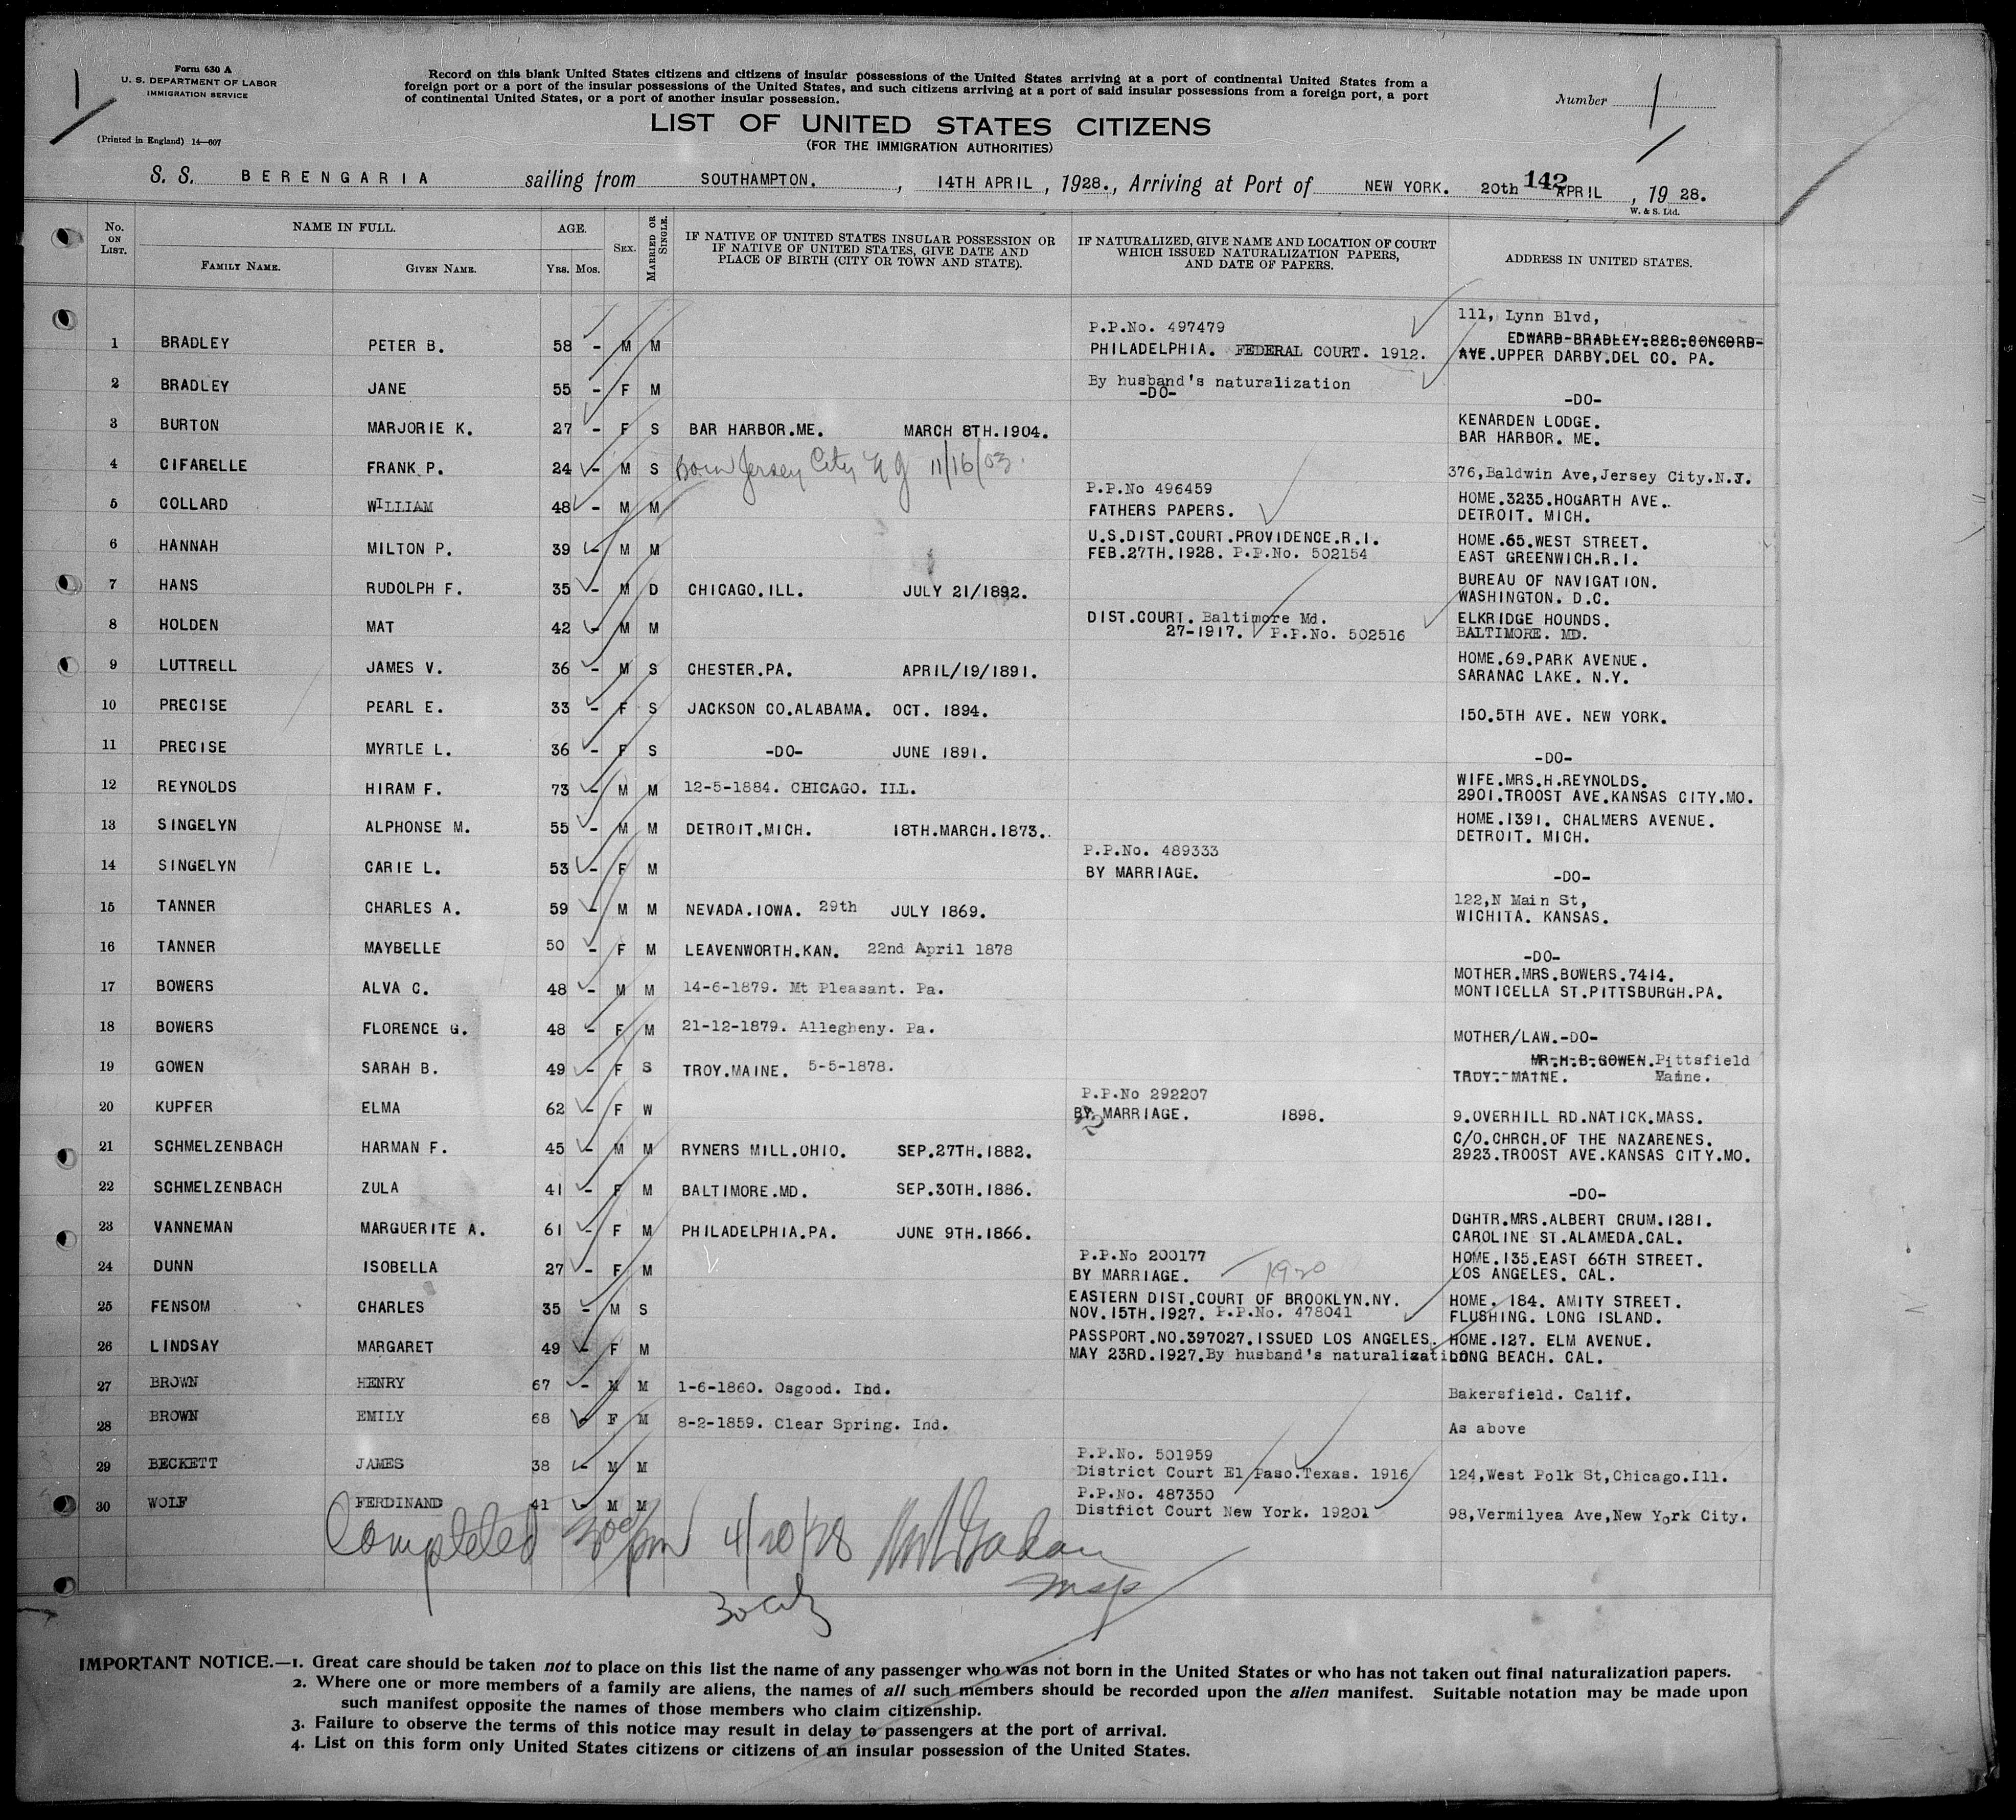 Form 630 A
U. S. DEPARTMENT OF LABOR
IMMIGRATION SERVICE
(Printed in England) 14—607
Record on this blank United States citizens and citizens of insular possessions of the United States arriving at a port of continental United States from a
foreign port or a port of the insular possessions of the United States, and such citizens arriving at a port of said insular possessions from a foreign port, a port
of continental United States, or a port of another insular possession.
Number 1
LIST OF UNITED STATES CITIZENS
(FOR THE IMMIGRATION AUTHORITIES)
S. S. BERENGARIA sailing from SOUTHAMPTON. , 14TH APRIL , 1928., Arriving at Port of NEW YORK. 20th 142 APRIL , 19 28.
W. & S. Ltd.
No. ON LIST. NAME IN FULL. FAMILY NAME. GIVEN NAME. AGE. YRS. MOS. SEX. MARRIED OR SINGLE. IF NATIVE OF UNITED STATES INSULAR POSSESSION OR IF NATIVE OF UNITED STATES, GIVE DATE AND PLACE OF BIRTH (CITY OR TOWN AND STATE). IF NATURALIZED, GIVE NAME AND LOCATION OF COURT WHICH ISSUED NATURALIZATION PAPERS, AND DATE OF PAPERS. ADDRESS IN UNITED STATES.
111, Lynn Blvd,
P.P.No. 497479 EDWARD-BRADLEY-828-CONCORD-
1 BRADLEY PETER B. 58 - M M PHILADELPHIA. FEDERAL COURT. 1912. AVE.UPPER DARBY.DEL CO. PA.
2 BRADLEY JANE 55 - F M By husband's naturalization
-DO- -DO-
3 BURTON MARJORIE K. 27 - F S BAR HARBOR.ME. MARCH 8TH.1904. KENARDEN LODGE.
BAR HARBOR. ME.
4 CIFARELLE FRANK P. 24 - M S Born Jersey City N J 11/16/03. 376,Baldwin Ave,Jersey City.N.J.
P.P.No 496459
5 COLLARD WILLIAM 48 - M M FATHERS PAPERS. HOME.3235.HOGARTH AVE.
DETROIT. MICH.
6 HANNAH MILTON P. 39 - M M U.S.DIST.COURT.PROVIDENCE.R.I. HOME.65.WEST STREET.
FEB.27TH.1928. P.P.No. 502154 EAST GREENWICH.R.I.
7 HANS RUDOLPH F. 35 - M D CHICAGO.ILL. JULY 21/1892. BUREAU OF NAVIGATION.
WASHINGTON. D.C.
8 HOLDEN MAT 42 - M M DIST.COURT. Baltimore Md. ELKRIDGE HOUNDS.
27-1917. P.P.No. 502516 BALTIMORE. MD.
9 LUTTRELL JAMES V. 36 - M S CHESTER.PA. APRIL/19/1891. HOME.69.PARK AVENUE.
SARANAC LAKE. N.Y.
10 PRECISE PEARL E. 33 - F S JACKSON CO.ALABAMA. OCT. 1894. 150.5TH AVE. NEW YORK.
11 PRECISE MYRTLE L. 36 - F S -DO- JUNE 1891. -DO-
12 REYNOLDS HIRAM F. 73 - M M 12-5-1884. CHICAGO. ILL. WIFE.MRS.H.REYNOLDS.
2901.TROOST AVE.KANSAS CITY.MO.
13 SINGELYN ALPHONSE M. 55 - M M DETROIT.MICH. 18TH.MARCH.1873. HOME.1391. CHALMERS AVENUE.
DETROIT. MICH.
P.P.No. 489333
14 SINGELYN CARIE L. 53 - F M BY MARRIAGE. -DO-
15 TANNER CHARLES A. 59 - M M NEVADA.IOWA. 29th JULY 1869. 122,N Main St,
WICHITA. KANSAS.
16 TANNER MAYBELLE 50 - F M LEAVENWORTH.KAN. 22nd April 1878 -DO-
17 BOWERS ALVA C. 48 - M M 14-6-1879. Mt Pleasant. Pa. MOTHER.MRS.BOWERS.7414.
MONTICELLA ST.PITTSBURGH.PA.
18 BOWERS FLORENCE G. 48 - F M 21-12-1879. Allegheny. Pa. MOTHER/LAW.-DO-
19 GOWEN SARAH B. 49 - F S TROY.MAINE. 5-5-1878. MR.H.B.GOWEN.Pittsfield
TROY. MAINE. Maine.
P.P.No 292207
20 KUPFER ELMA 62 - F W BY MARRIAGE. 1898. 9.OVERHILL RD.NATICK.MASS.
21 SCHMELZENBACH HARMAN F. 45 - M M RYNERS MILL.OHIO. SEP.27TH.1882. C/O.CHRCH.OF THE NAZARENES.
2923.TROOST AVE.KANSAS CITY.MO.
22 SCHMELZENBACH ZULA 41 - F M BALTIMORE.MD. SEP.30TH.1886. -DO-
23 VANNEMAN MARGUERITE A. 61 - F M PHILADELPHIA.PA. JUNE 9TH.1866. DGHTR.MRS.ALBERT CRUM.1281.
CAROLINE ST.ALAMEDA.CAL.
P.P.No 200177 HOME.135.EAST 66TH STREET.
24 DUNN ISOBELLA 27 - F M BY MARRIAGE. 1920 LOS ANGELES. CAL.
25 FENSOM CHARLES 35 - M S EASTERN DIST.COURT OF BROOKLYN.NY. HOME. 184. AMITY STREET.
NOV.15TH.1927. P.P.No. 478041 FLUSHING. LONG ISLAND.
26 LINDSAY MARGARET 49 - F M PASSPORT.NO.397027.ISSUED LOS ANGELES. HOME.127. ELM AVENUE.
MAY 23RD.1927.By husband's naturalization LONG BEACH. CAL.
27 BROWN HENRY 67 - M M 1-6-1860. Osgood. Ind. Bakersfield. Calif.
28 BROWN EMILY 68 - F M 8-2-1859. Clear Spring. Ind. As above
P.P.No. 501959
29 BECKETT JAMES 38 - M M District Court El Paso.Texas. 1916 124,West Polk St,Chicago.Ill.
P.P.No. 487350
30 WOLF FERDINAND 41 - M M District Court New York. 19201 98,Vermilyea Ave,New York City.
Completed 300 pm 4/20/28
IMPORTANT NOTICE.—1. Great care should be taken not to place on this list the name of any passenger who was not born in the United States or who has not taken out final naturalization papers.
2. Where one or more members of a family are aliens, the names of all such members should be recorded upon the alien manifest. Suitable notation may be made upon
such manifest opposite the names of those members who claim citizenship.
3. Failure to observe the terms of this notice may result in delay to passengers at the port of arrival.
4. List on this form only United States citizens or citizens of an insular possession of the United States.